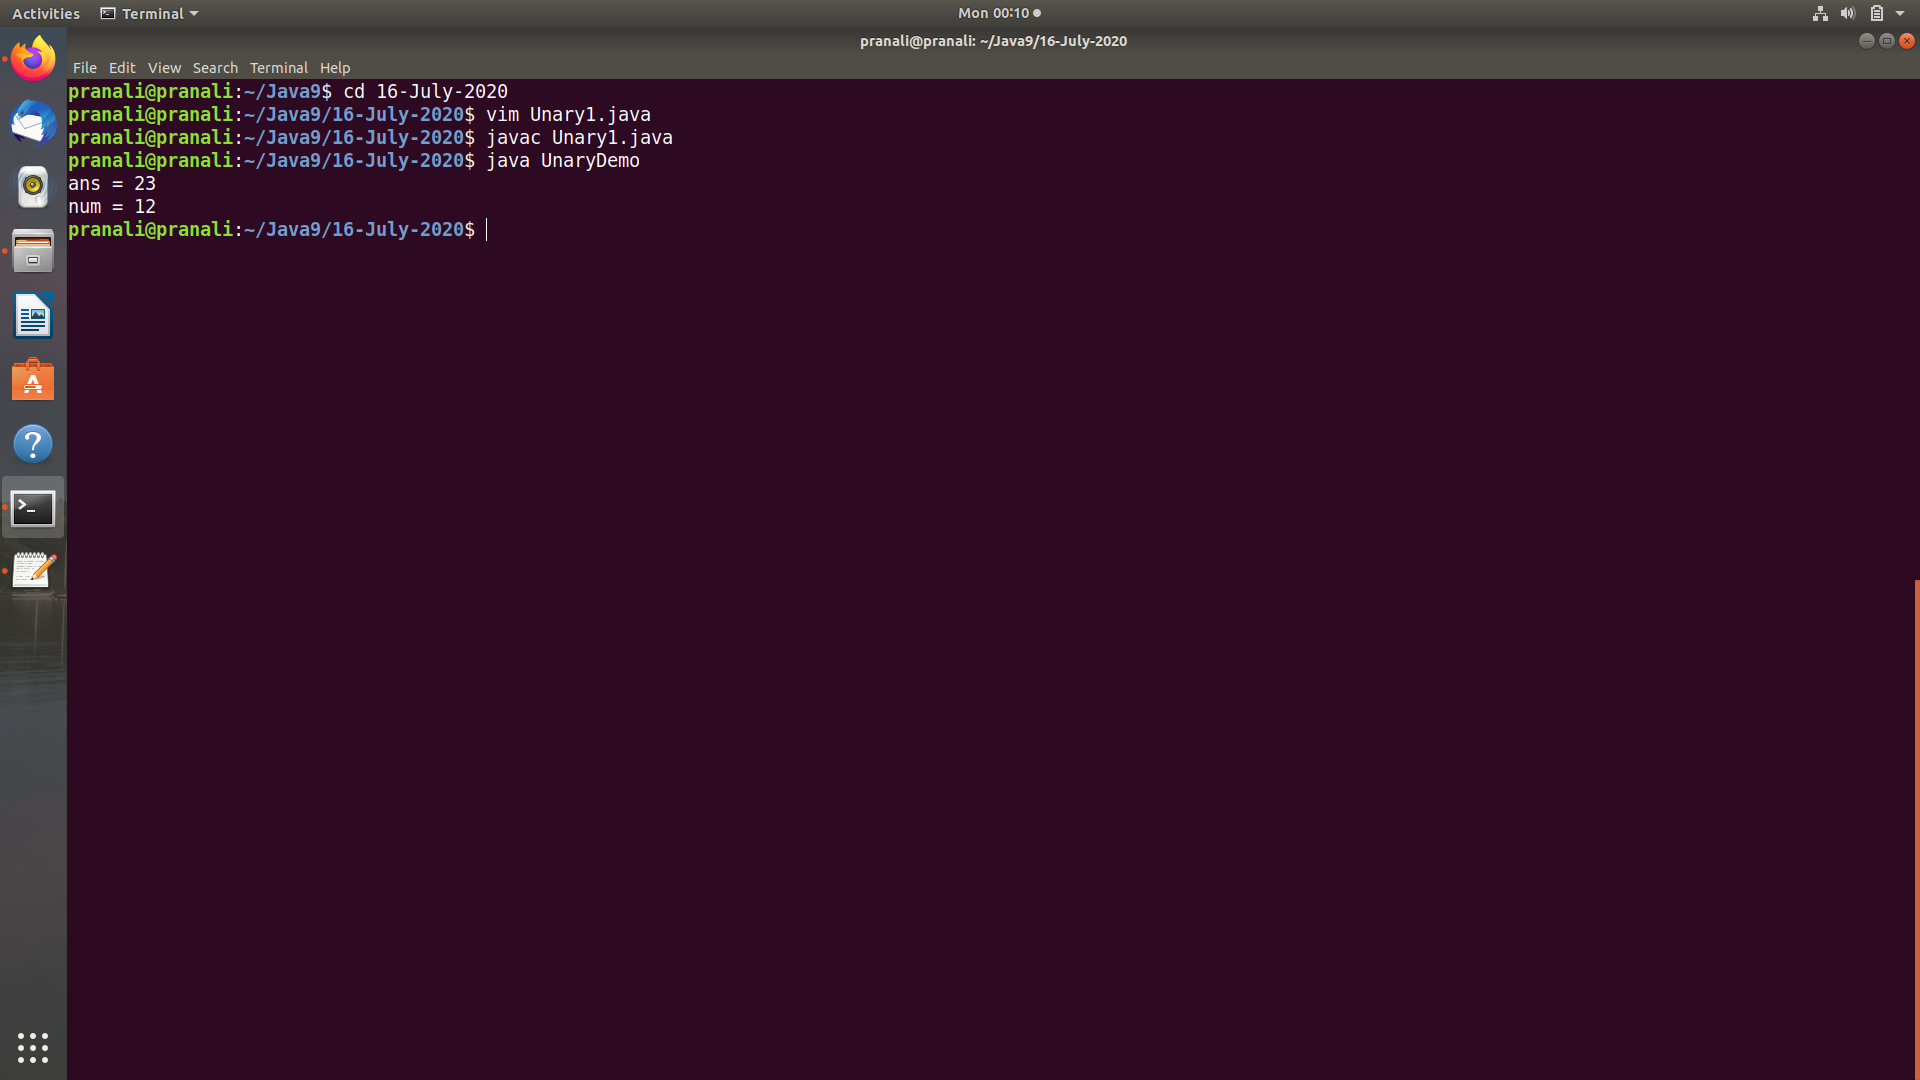 Activities Terminal Mon 00:10
pranali@pranali: ~/Java9/16-July-2020
File Edit View Search Terminal Help
pranali@pranali:~/Java9$ cd 16-July-2020
pranali@pranali:~/Java9/16-July-2020$ vim Unary1.java
pranali@pranali:~/Java9/16-July-2020$ javac Unary1.java
pranali@pranali:~/Java9/16-July-2020$ java UnaryDemo
ans = 23
num = 12
pranali@pranali:~/Java9/16-July-2020$